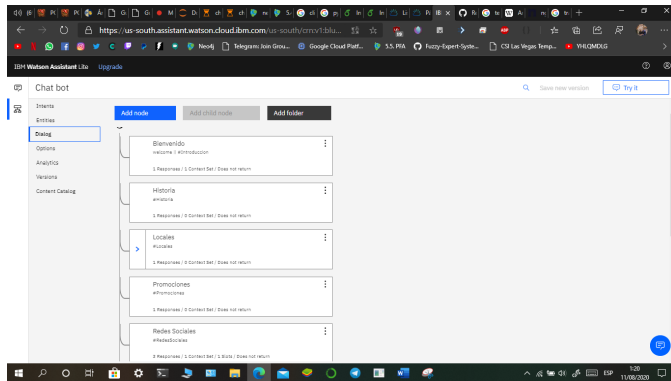 https://us-south.assistant.watson.cloud.ibm.com/us-south/crn:v1:blu...
Neo4j
Telegram: Join Grou...
Google Cloud Platf...
S.S. PFA
Fuzzy-Expert-Syste...
CSI Las Vegas Temp...
YHLQMDLG
IBM Watson Assistant Lite Upgrade
Chat bot
Save new version
Try it
Intents
Entities
Dialog
Options
Analytics
Versions
Content Catalog
Add node
Add child node
Add folder
Bienvenido
welcome || #Introduccion
1 Responses / 1 Context Set / Does not return
Historia
#Historia
1 Responses / 0 Context Set / Does not return
Locales
#Locales
1 Responses / 0 Context Set / Does not return
Promociones
#Promociones
1 Responses / 0 Context Set / Does not return
Redes Sociales
#RedesSociales
3 Responses / 1 Context Set / 1 Slots / Does not return
ESP
1:20
11/08/2020